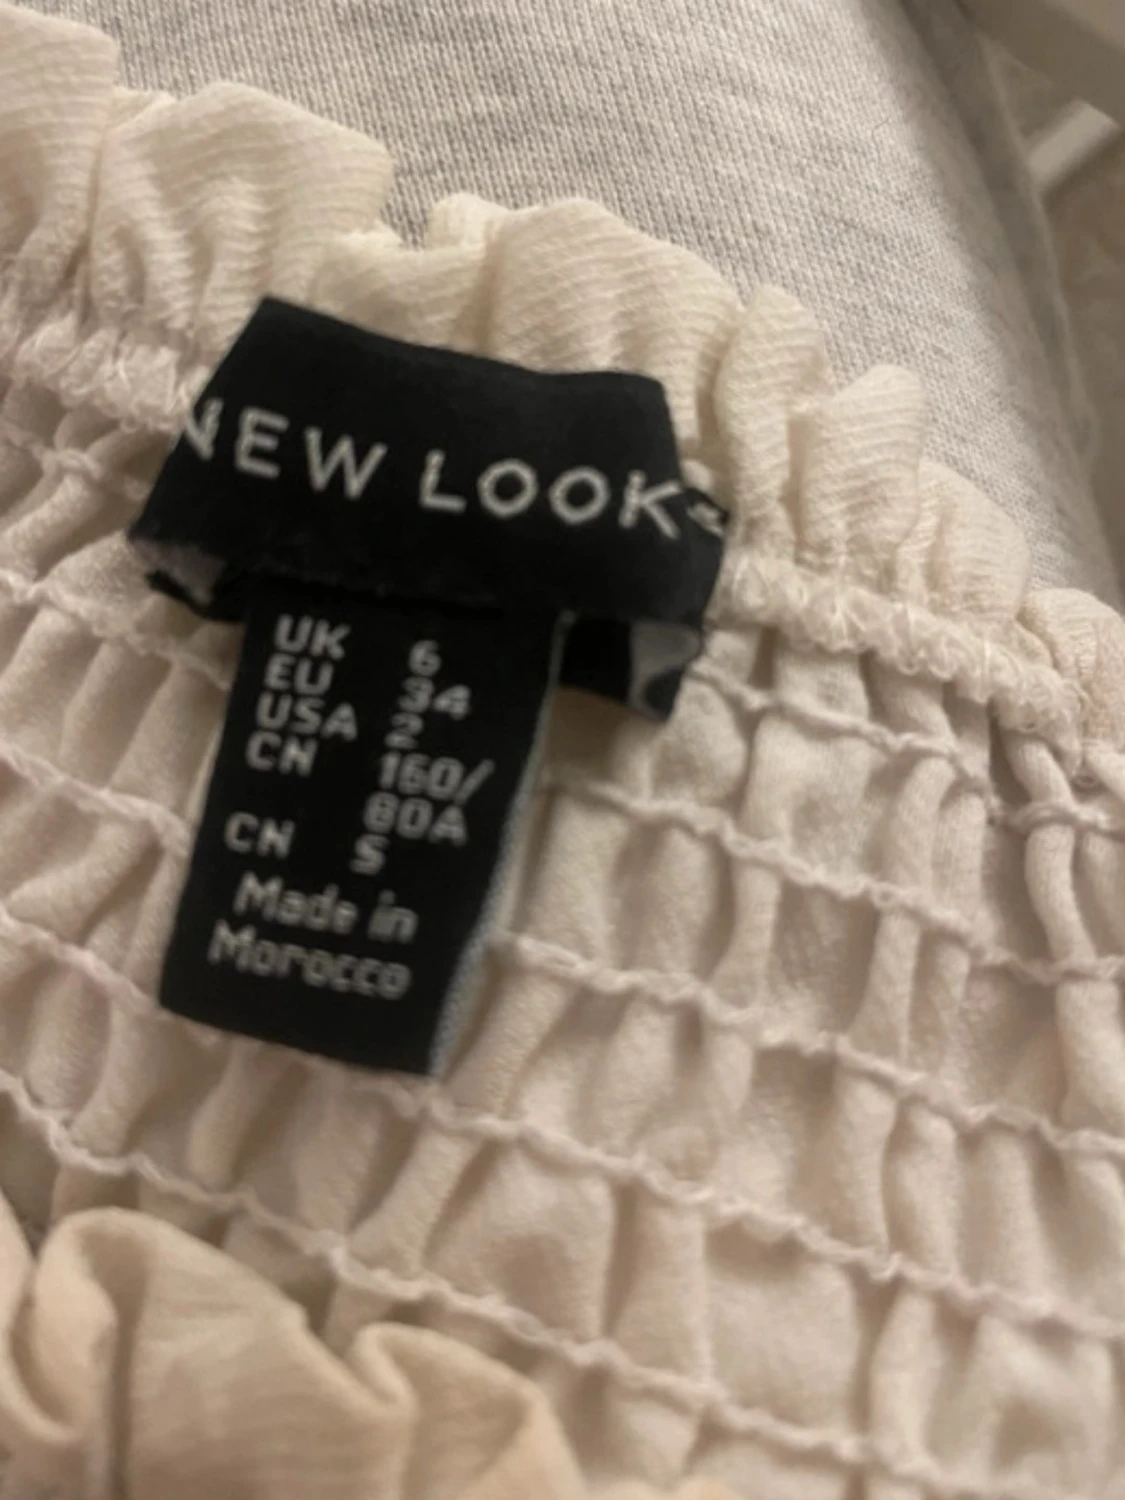 NEW LOOK
UK 6
EU 34
USA 2
CN 160/
80A
CN S
Made in
Morocco